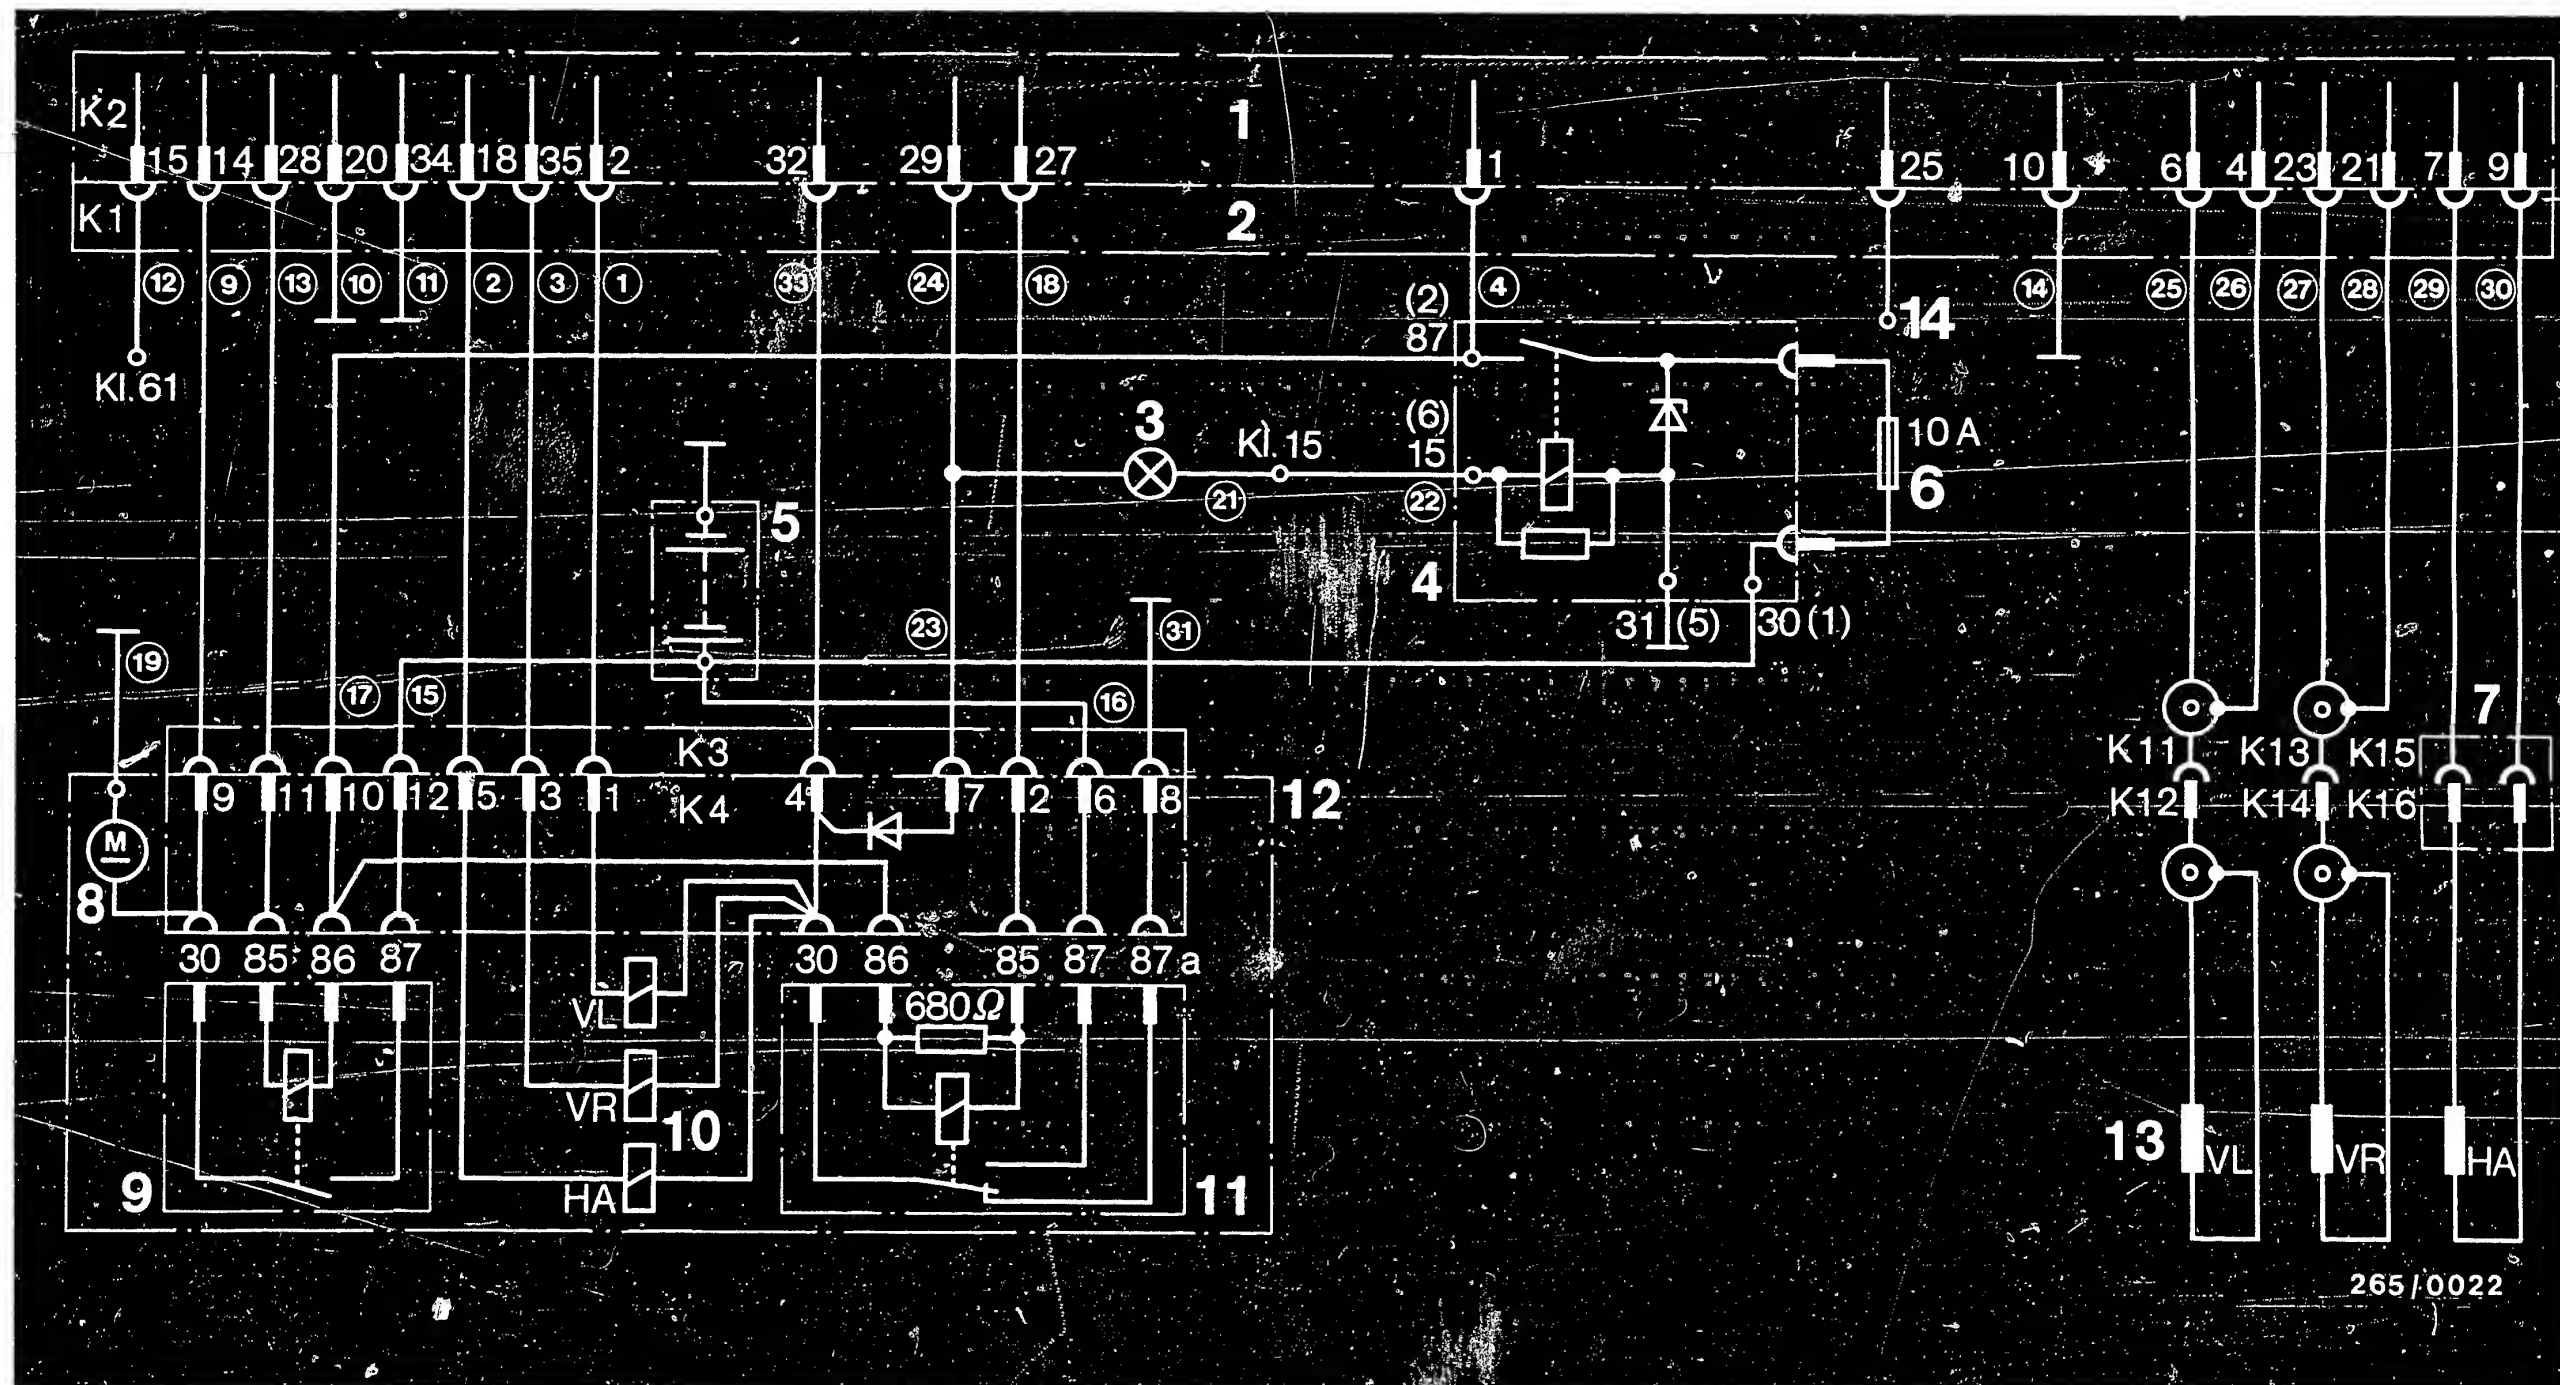 K2
1
15 14 28 20 34 18 35 2 32 29 27 1 25 10 6 4 23 21 7 9
K1
2
12 9 13 10 11 2 3 1 33 24 18 4 14 25 26 27 28 29 30
(2)
14
87
Kl.61
3
(6)
10 A
Kl.15
15
6
21
22
5
4
23
31
31 (5)
30 (1)
19
17 15
16
7
K3
K11 K13 K15
9 11 10 12 5 3 1
K4
4 7 2 6 8
12
K12 K14 K16
M
8
30 85 86 87
30 86 85 87 87a
VL
680Ω
VR
10
13
VL VR HA
9
HA
11
265/0022